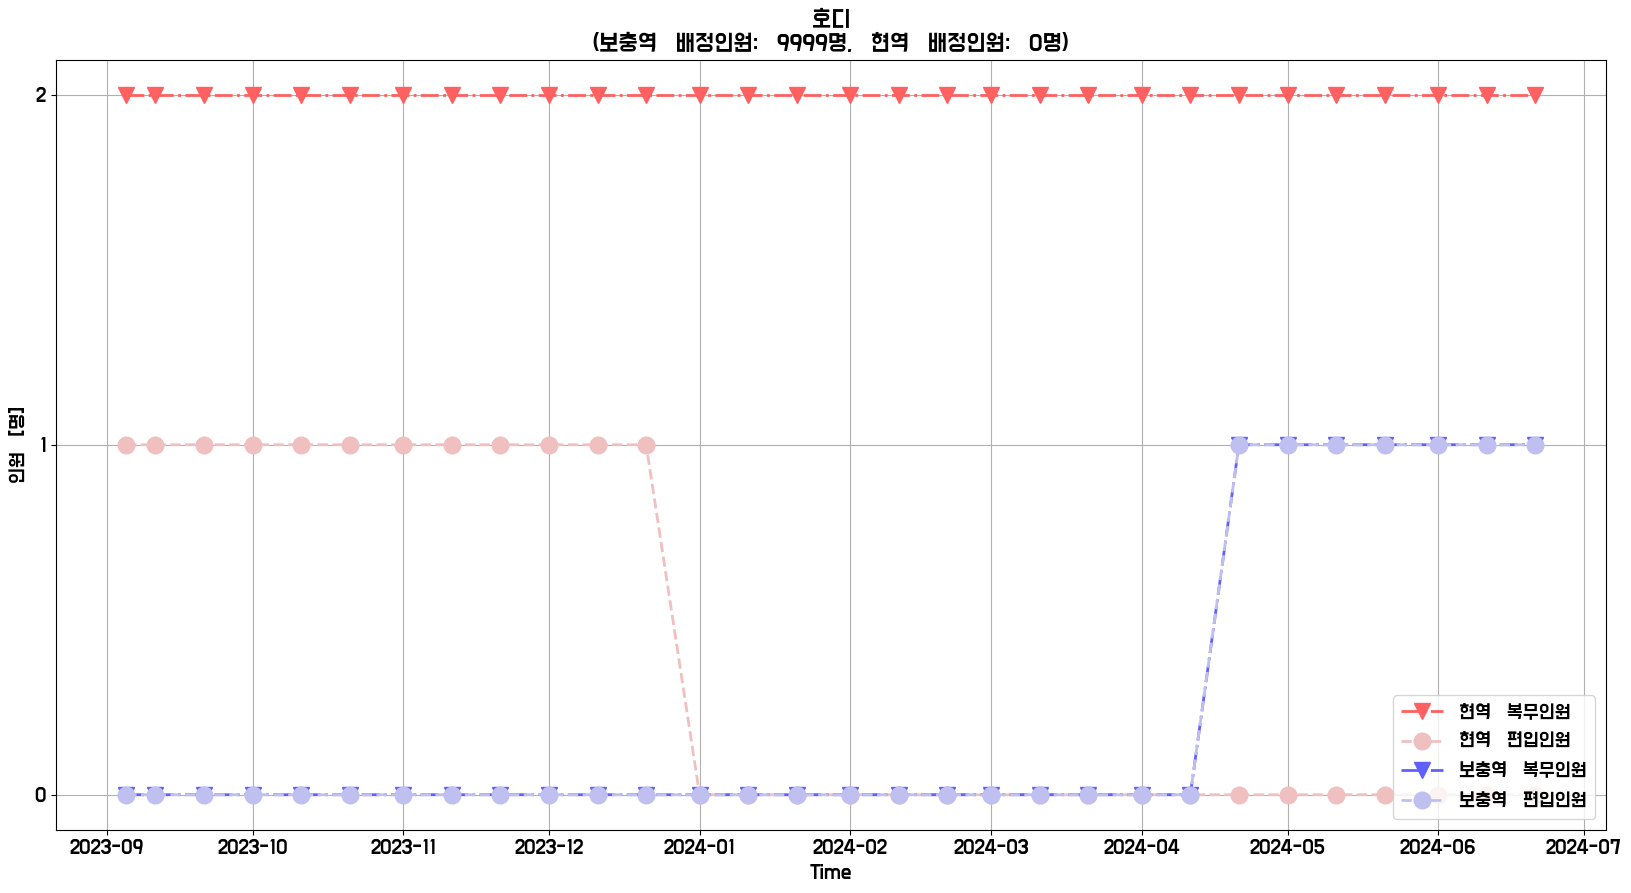 호디
(보충역 배정인원: 9999명, 현역 배정인원: 0명)
2
1
0
인원 [명]
2023-09 2023-10 2023-11 2023-12 2024-01 2024-02 2024-03 2024-04 2024-05 2024-06 2024-07
Time
현역 복무인원
현역 편입인원
보충역 복무인원
보충역 편입인원